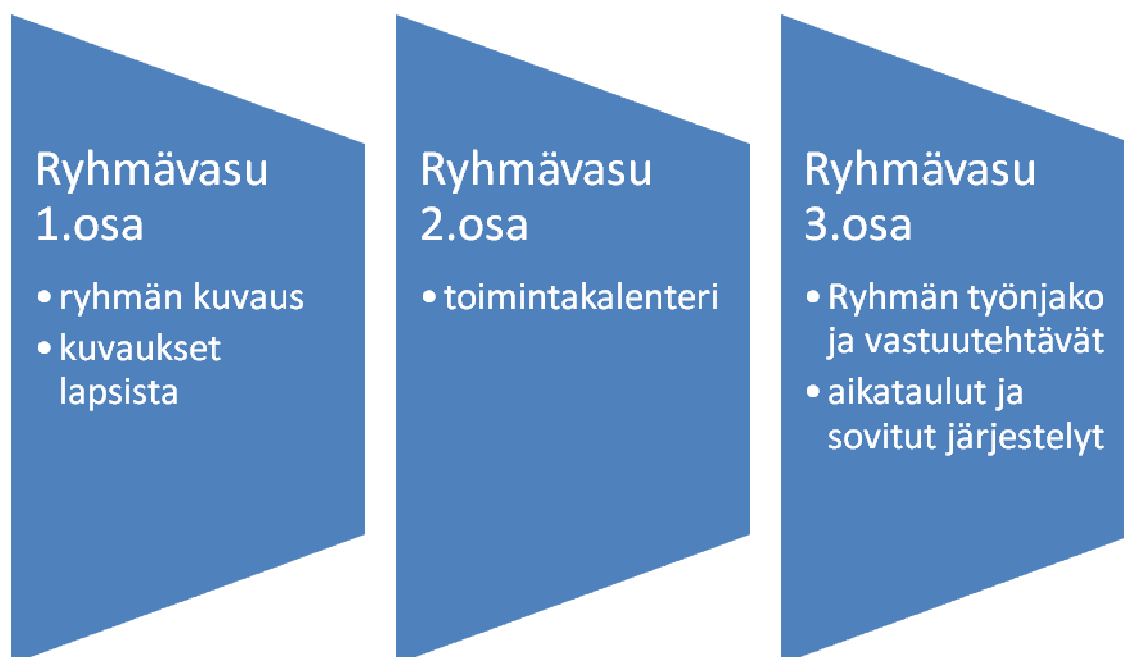 Ryhmävasu
1.osa
• ryhmän kuvaus
• kuvaukset
lapsista
Ryhmävasu
2.osa
• toimintakalenteri
Ryhmävasu
3.osa
• Ryhmän työnjako
ja vastuutehtävät
• aikataulut ja
sovitut järjestelyt